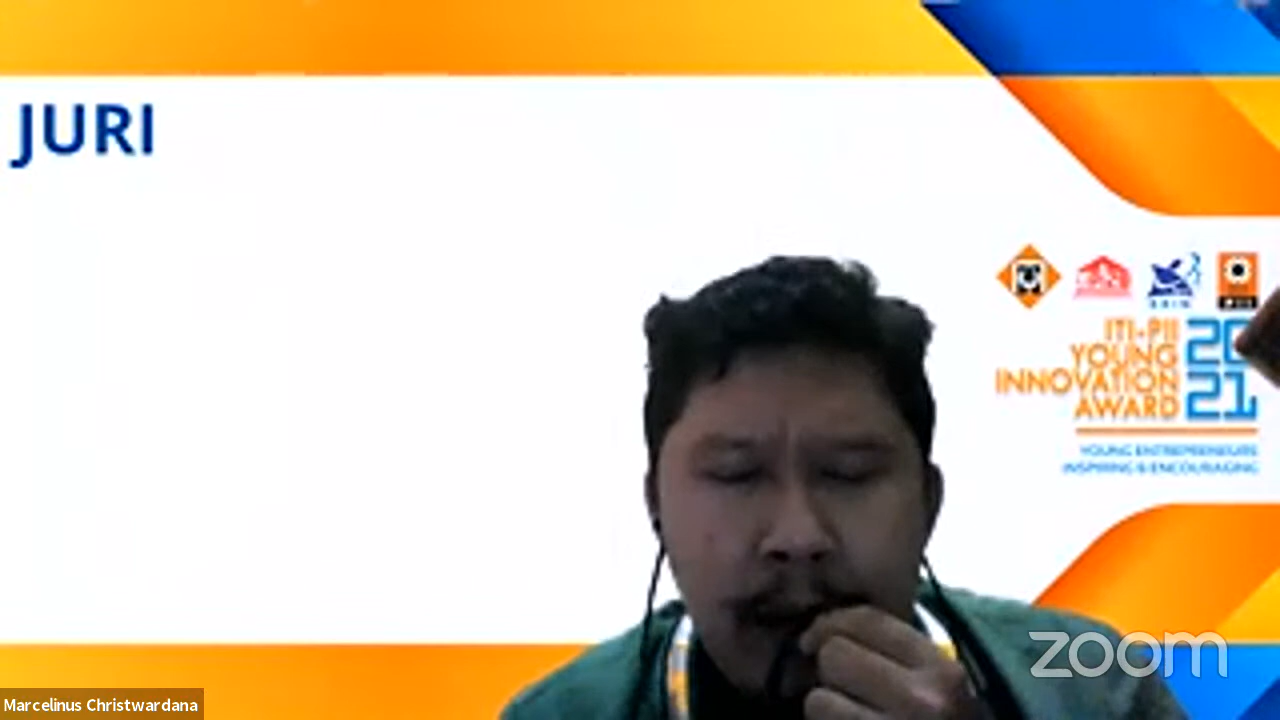 JURI
ITI-PII
YOUNG
INNOVATION
AWARD
2021
YOUNG ENTREPRENEURS
INSPIRING & ENCOURAGING
zoom
Marcelinus Christwardana